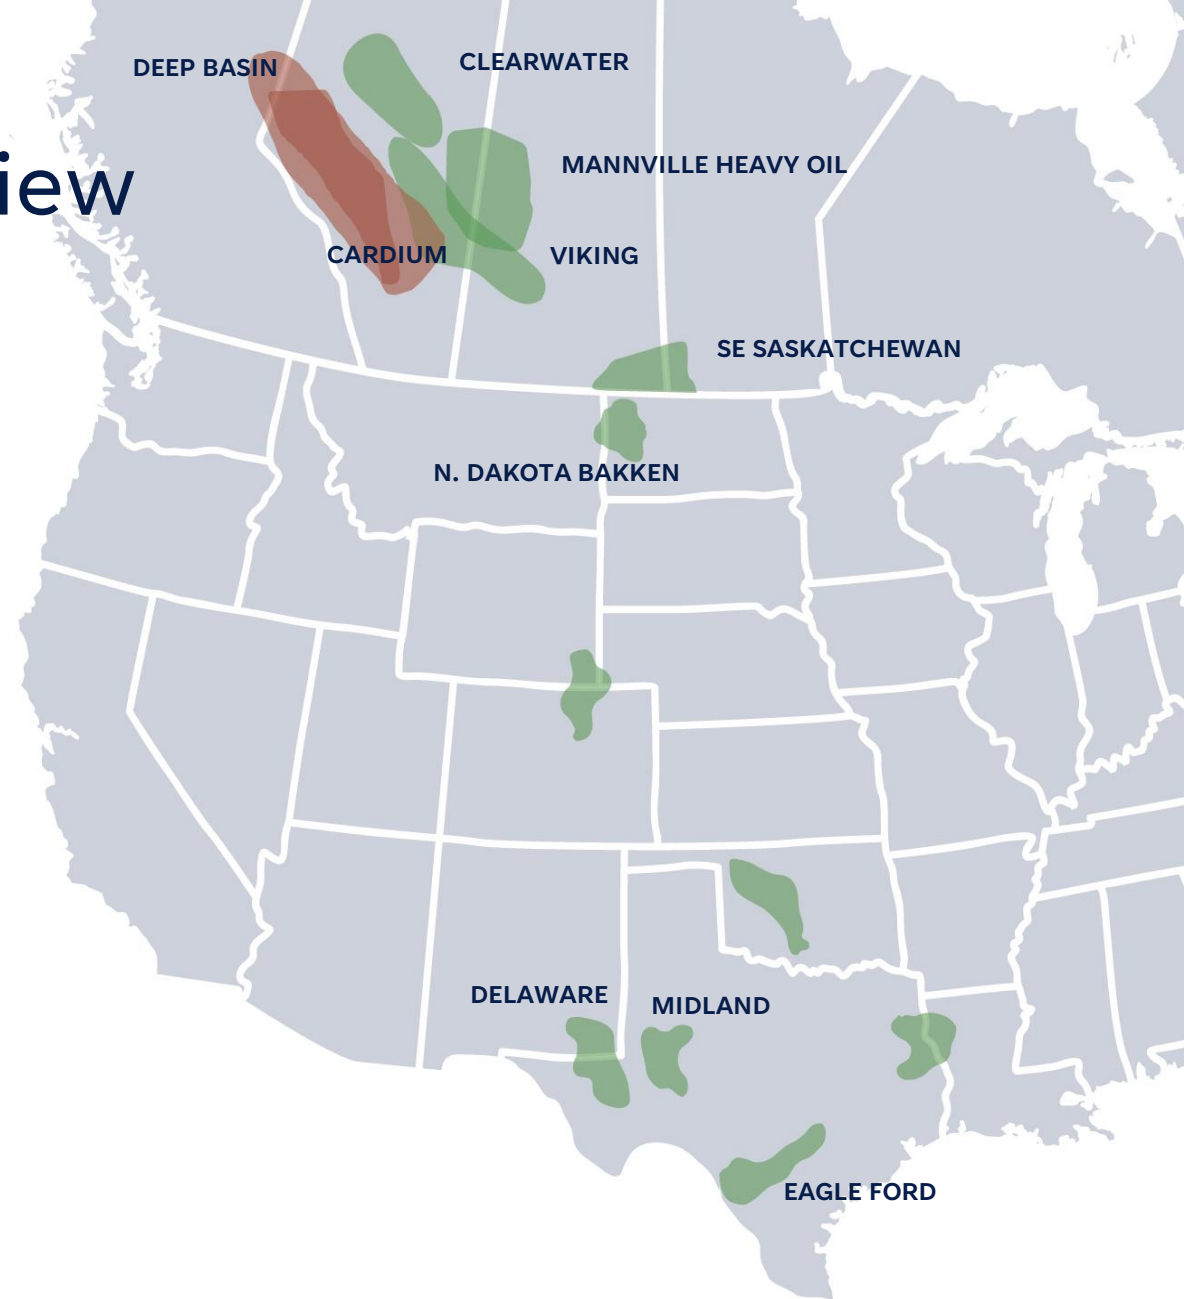 CLEARWATER
DEEP BASIN
MANNVILLE HEAVY OIL
iew
CARDIUM
VIKING
SE SASKATCHEWAN
N. DAKOTA BAKKEN
DELAWARE
MIDLAND
EAGLE FORD